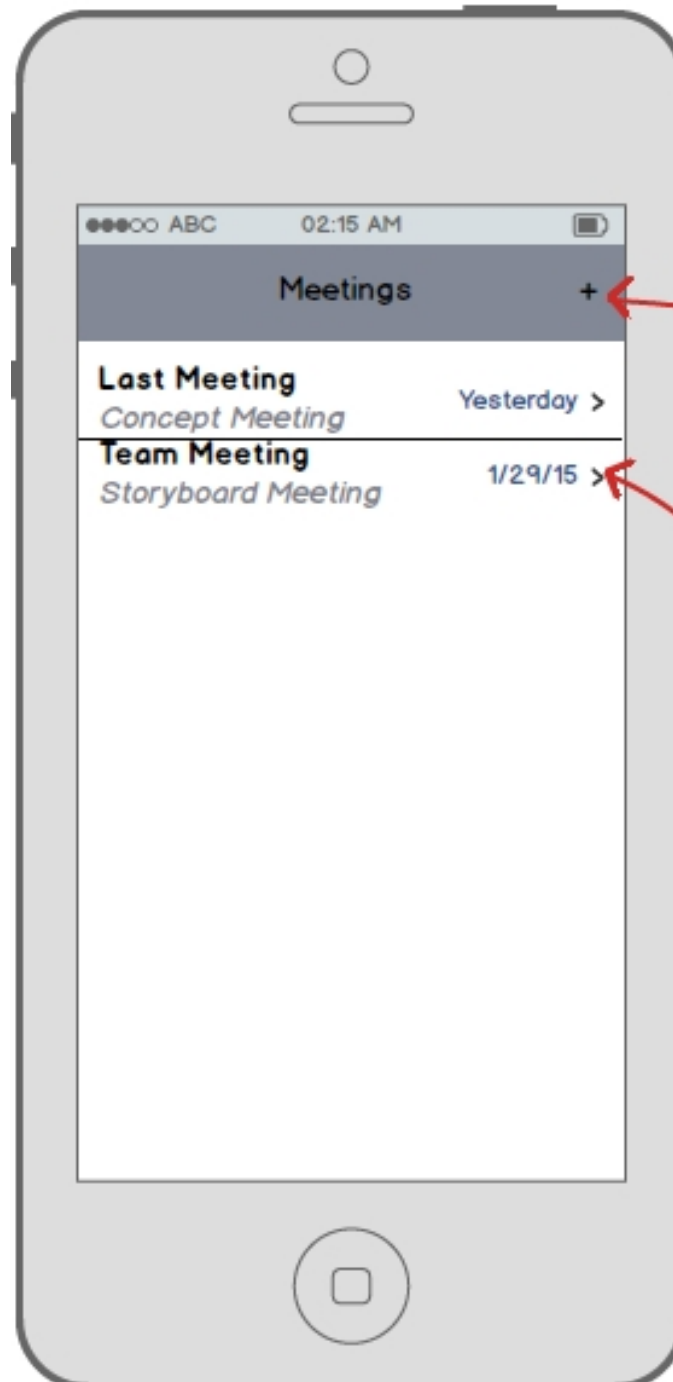 ABC 02:15 AM
Meetings +
Last Meeting
Concept Meeting
Yesterday >
Team Meeting
Storyboard Meeting
1/29/15 >